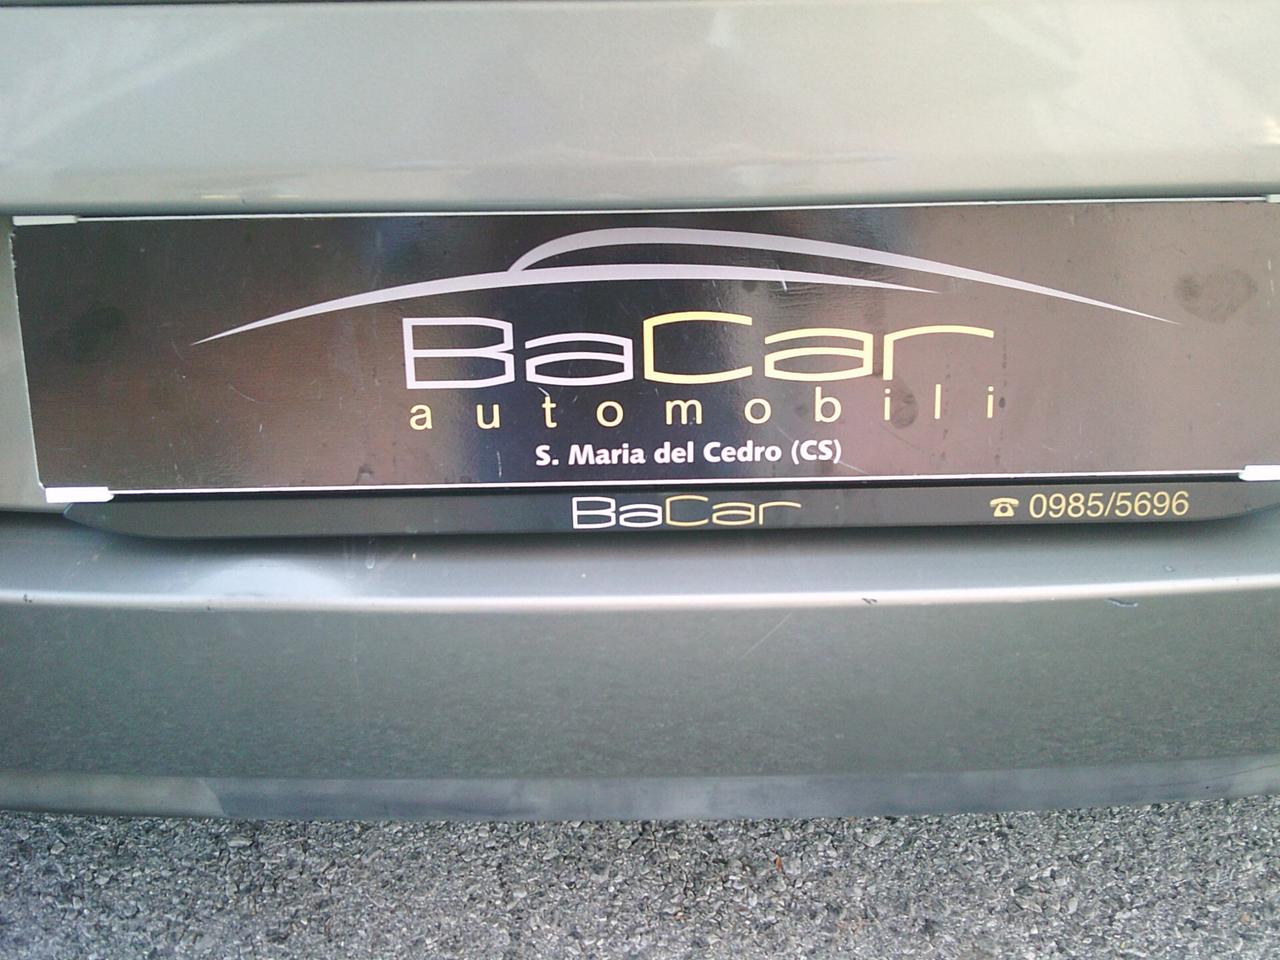 BaCar
automobili
S. Maria del Cedro (CS)
BaCar ☎ 0985/5696